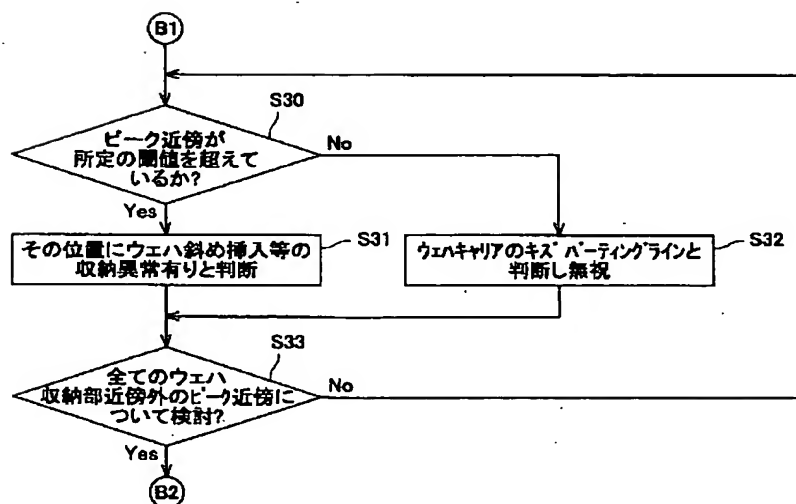 B1
S30
ピーク近傍が
所定の閾値を超えて
いるか?
No
Yes
その位置にウェハ斜め挿入等の
収納異常有りと判断
S31
ウェハキャリアのキズ パーティングラインと
判断し無視
S32
S33
全てのウェハ
収納部近傍外のピーク近傍に
ついて検討?
No
Yes
B2